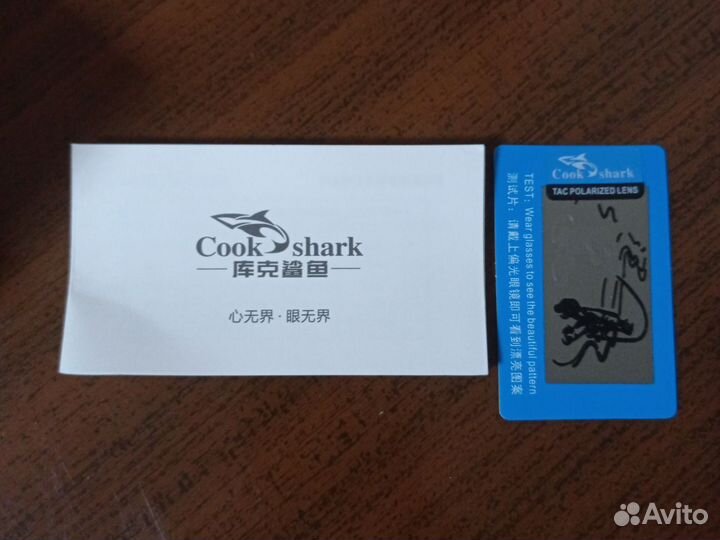 Cook shark
库克鲨鱼
心无界·眼无界
Cook shark
TAC POLARIZED LENS
TEST: Wear glasses to see the beautiful pattern
测试片：请戴上偏光眼镜即可看到漂亮图案
Avito